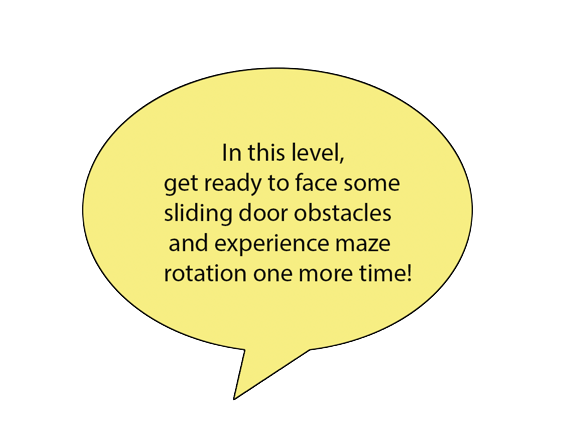 In this level,
get ready to face some
sliding door obstacles
and experience maze
rotation one more time!